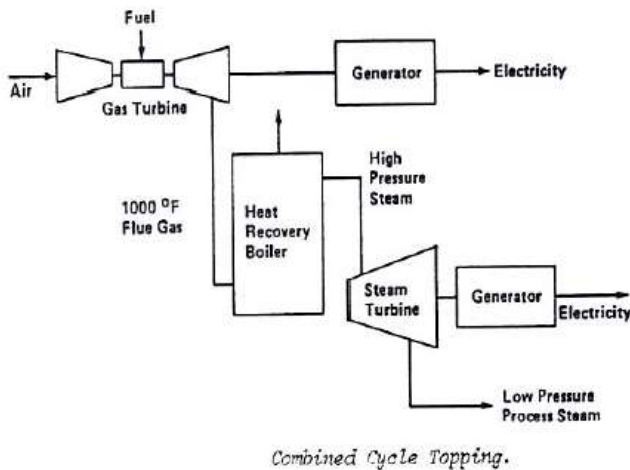 Fuel
Air
Gas Turbine
Generator
Electricity
1000 °F
Flue Gas
Heat
Recovery
Boiler
High
Pressure
Steam
Steam
Turbine
Generator
Electricity
Low Pressure
Process Steam
Combined Cycle Topping.